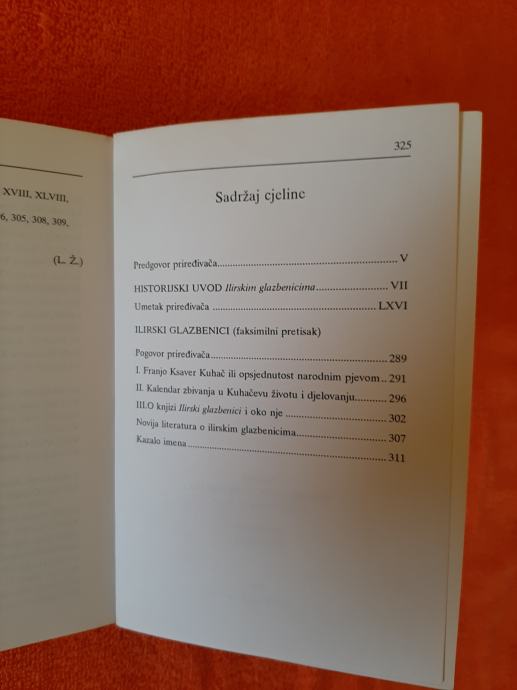 XVIII, XLVIII,
6, 305, 308, 309,
(L. Ž.)
325
Sadržaj cjeline
Predgovor priređivača..........V
HISTORIJSKI UVOD Ilirskim glazbenicima..........VII
Umetak priređivača ..........LXVI
ILIRSKI GLAZBENICI (faksimilni pretisak)
Pogovor priređivača..........289
I. Franjo Ksaver Kuhač ili opsjednutost narodnim pjevom..291
II. Kalendar zbivanja u Kuhačevu životu i djelovanju..........296
III.O knjizi Ilirski glazbenici i oko nje ..........302
Novija literatura o ilirskim glazbenicima..........307
Kazalo imena ..........311